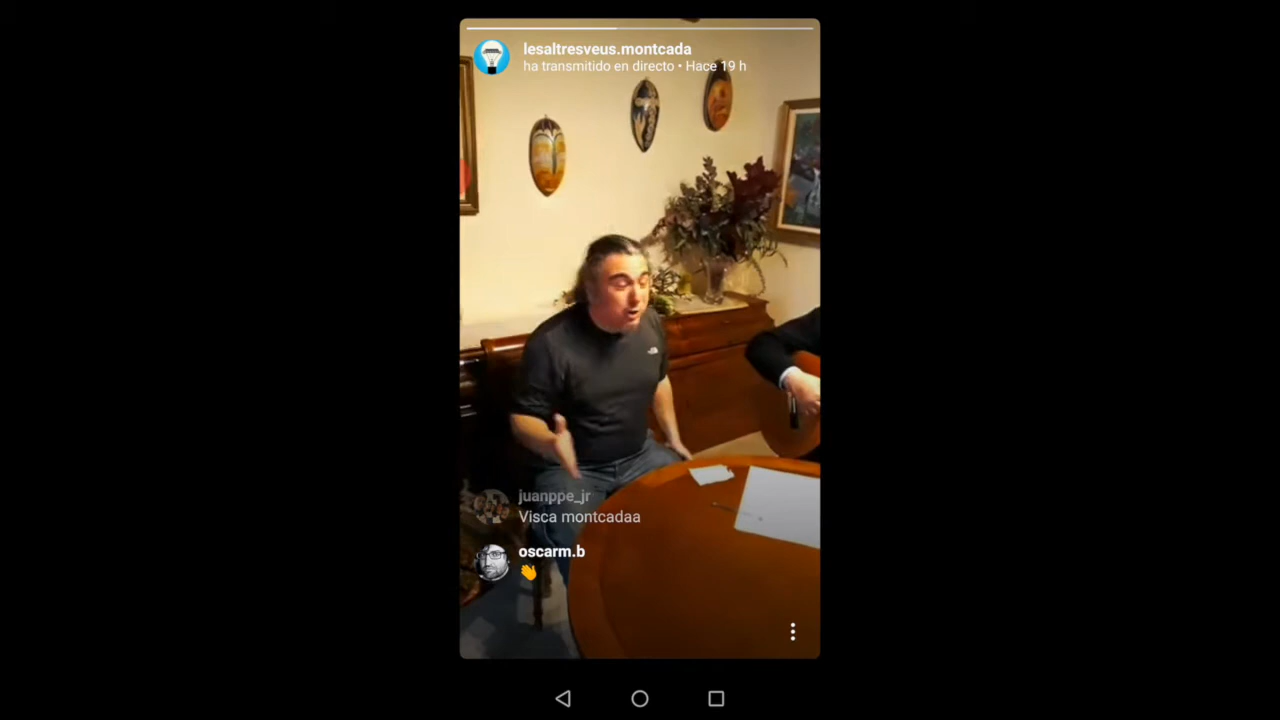 lesaltresveus.montcada
ha transmitido en directo • Hace 19 h
juanppe_jr
Visca montcadaa
oscarm.b
👏